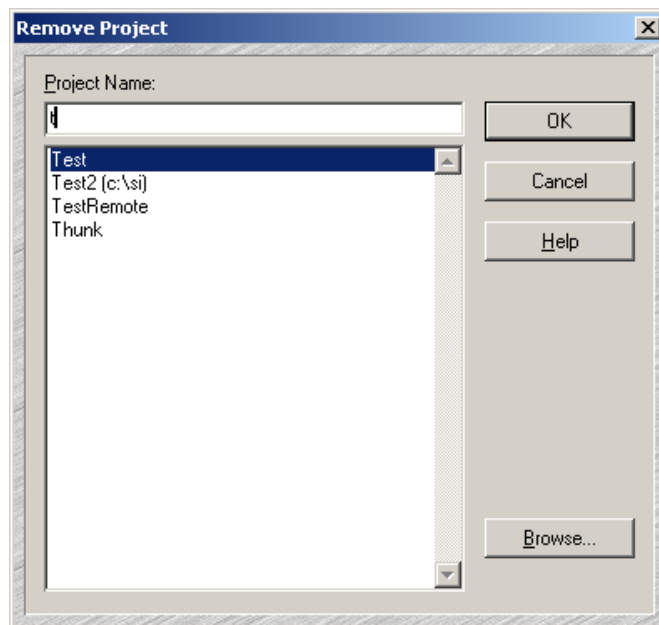 Remove Project
Project Name:
t
OK
Test
Test2 (c:\si)
Cancel
TestRemote
Thunk
Help
Browse...